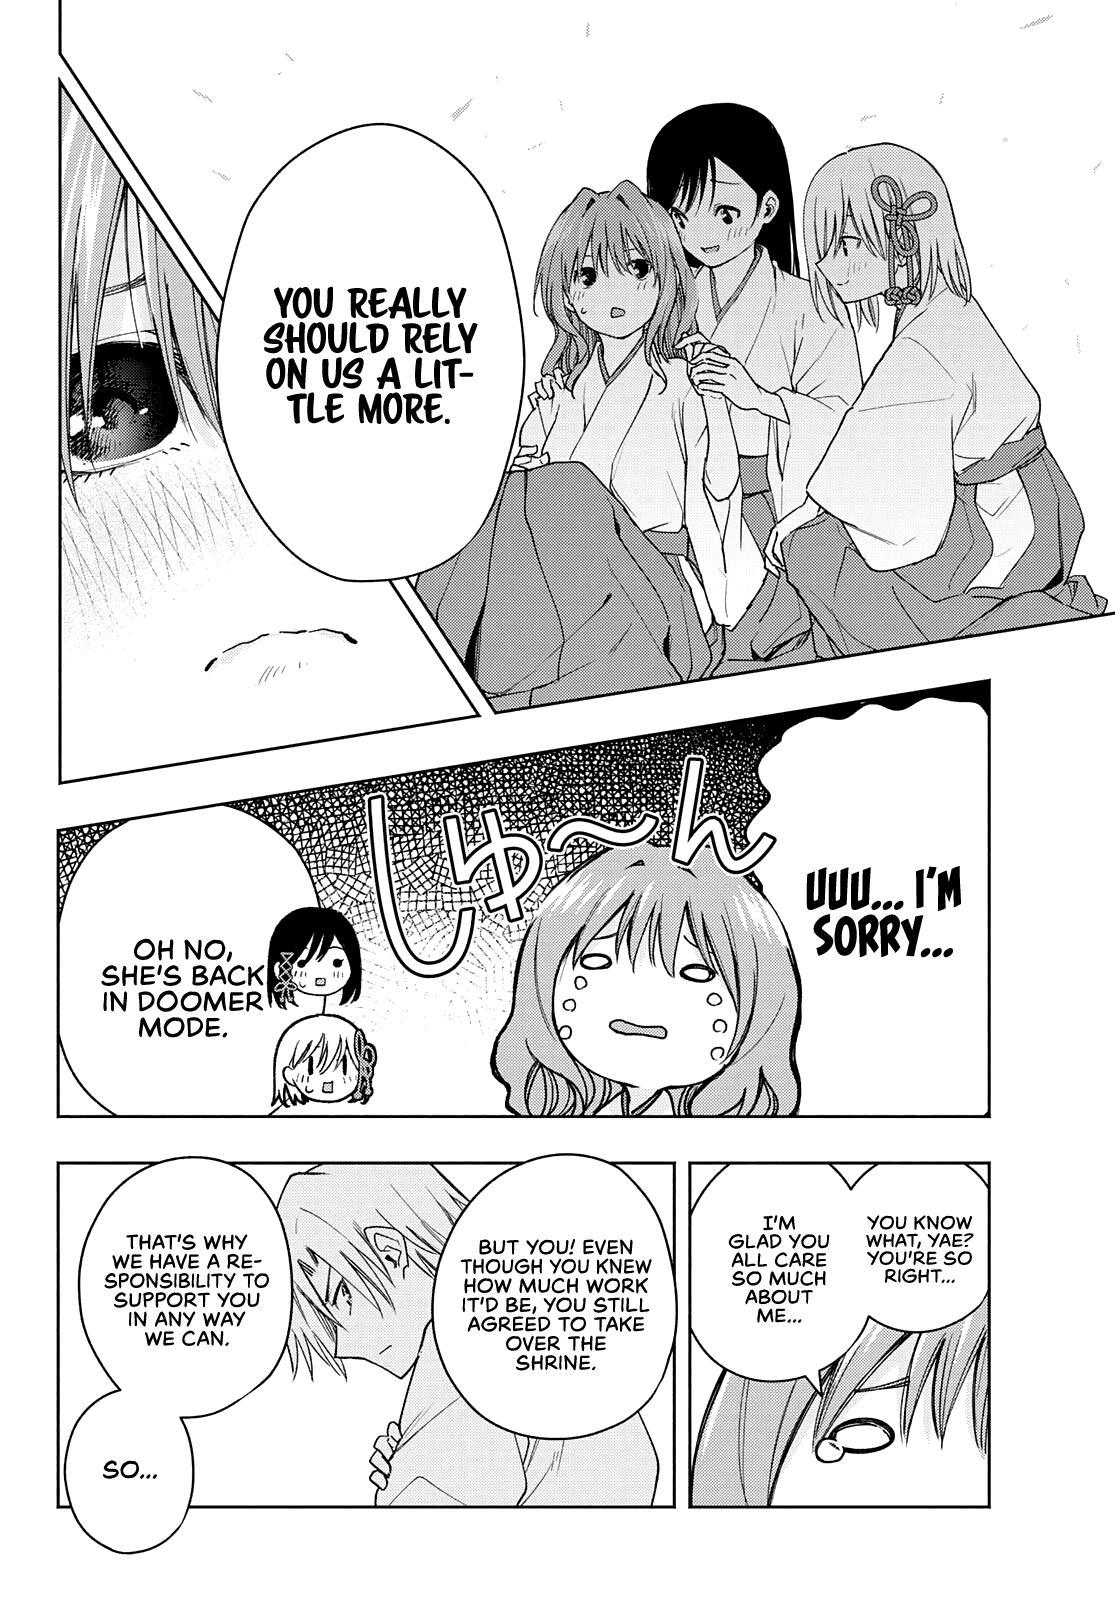 YOU REALLY
SHOULD RELY
ON US A LIT-
TLE MORE.
UUU... I'M
SORRY...
しゅ〜〜ん
OH NO,
SHE'S BACK
IN DOOMER
MODE.
YOU KNOW
WHAT, YAE?
YOU'RE SO
RIGHT...
I'M
GLAD YOU
ALL CARE
SO MUCH
ABOUT
ME...
BUT YOU! EVEN
THOUGH YOU KNEW
HOW MUCH WORK
IT'D BE, YOU STILL
AGREED TO TAKE
OVER THE
SHRINE.
THAT'S WHY
WE HAVE A RE-
SPONSIBILITY TO
SUPPORT YOU
IN ANY WAY
WE CAN.
SO...